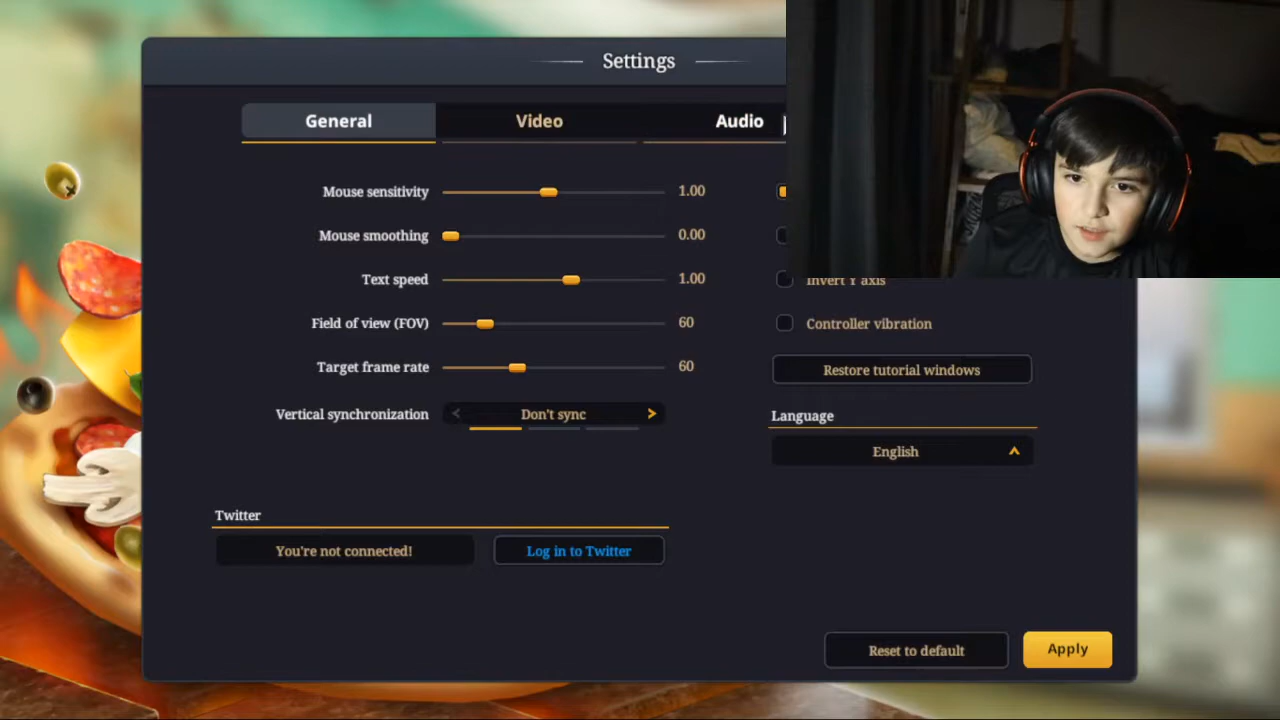 Settings
General
Video
Audio
Mouse sensitivity
1.00
Mouse smoothing
0.00
Text speed
1.00
Invert Y axis
Field of view (FOV)
60
Controller vibration
Target frame rate
60
Restore tutorial windows
Vertical synchronization
< Don't sync >
Language
English
Twitter
You're not connected!
Log in to Twitter
Reset to default
Apply